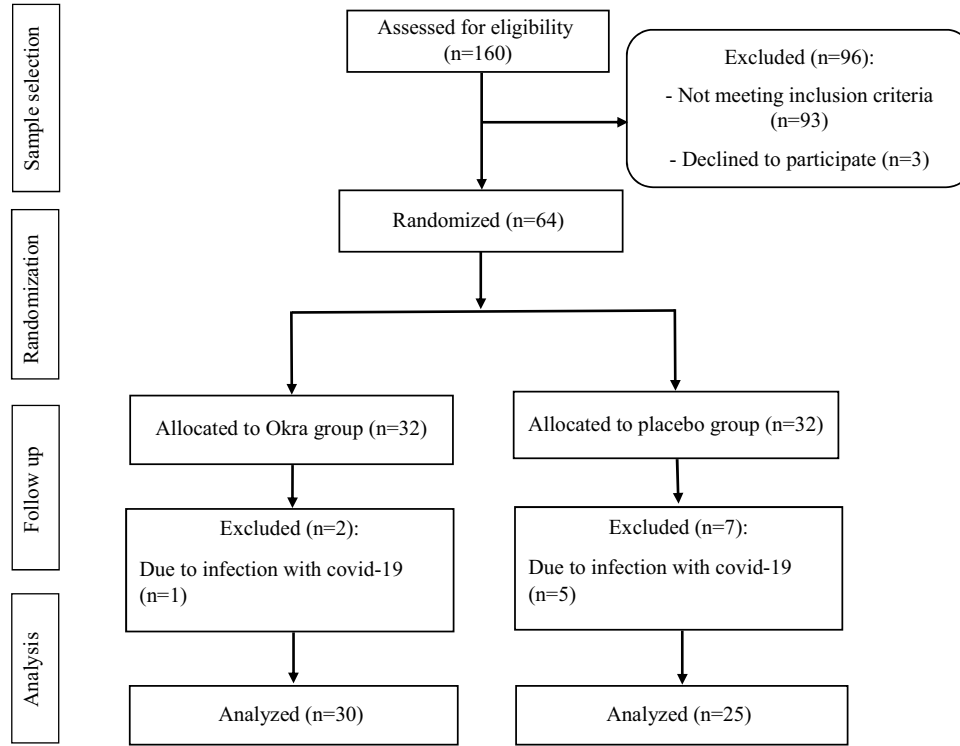 Sample selection
Assessed for eligibility
(n=160)
Excluded (n=96):
- Not meeting inclusion criteria
(n=93)
- Declined to participate (n=3)
Randomization
Randomized (n=64)
Follow up
Allocated to Okra group (n=32)
Allocated to placebo group (n=32)
Excluded (n=2):
Due to infection with covid-19
(n=1)
Excluded (n=7):
Due to infection with covid-19
(n=5)
Analysis
Analyzed (n=30)
Analyzed (n=25)